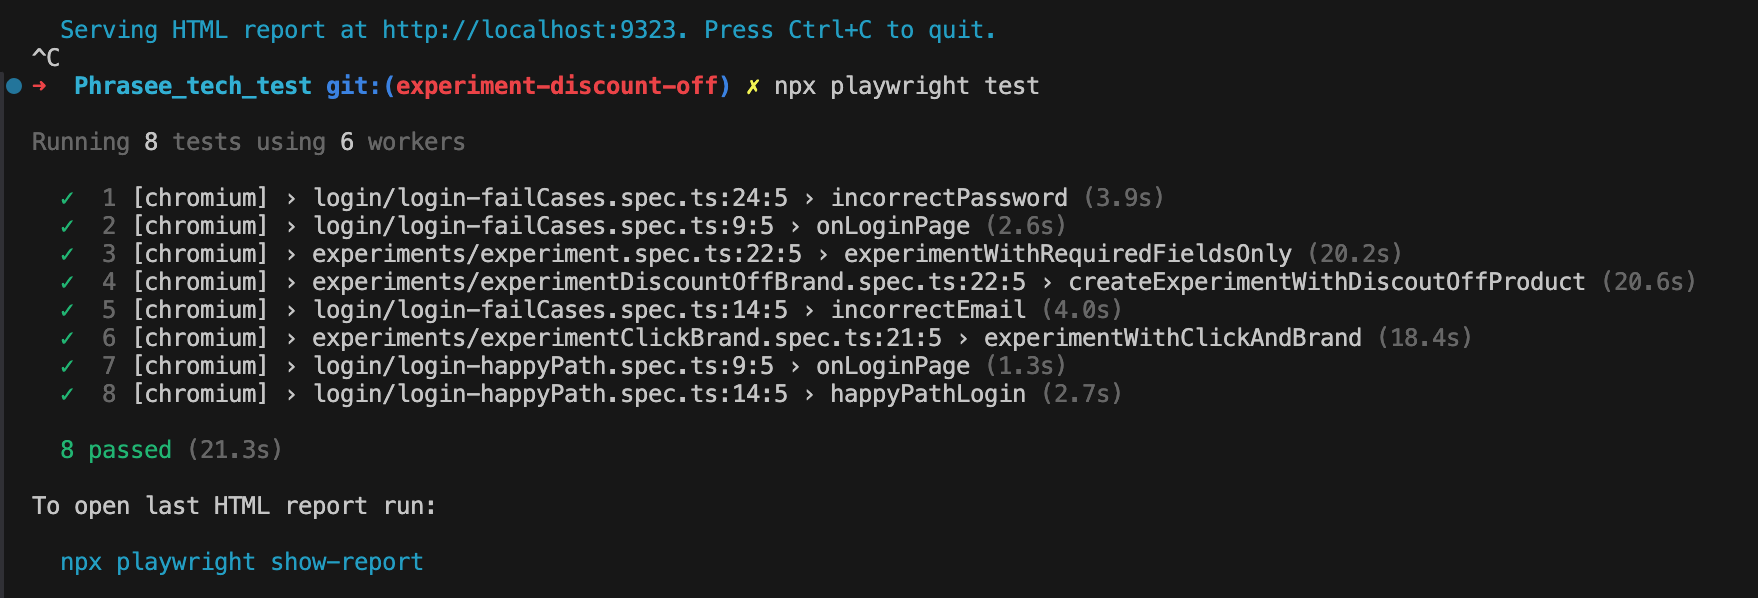 Serving HTML report at http://localhost:9323. Press Ctrl+C to quit.
^C
➜ Phrasee_tech_test git:(experiment-discount-off) ✗ npx playwright test
Running 8 tests using 6 workers
✓ 1 [chromium] › login/login-failCases.spec.ts:24:5 › incorrectPassword (3.9s)
✓ 2 [chromium] › login/login-failCases.spec.ts:9:5 › onLoginPage (2.6s)
✓ 3 [chromium] › experiments/experiment.spec.ts:22:5 › experimentWithRequiredFieldsOnly (20.2s)
✓ 4 [chromium] › experiments/experimentDiscountOffBrand.spec.ts:22:5 › createExperimentWithDiscoutOffProduct (20.6s)
✓ 5 [chromium] › login/login-failCases.spec.ts:14:5 › incorrectEmail (4.0s)
✓ 6 [chromium] › experiments/experimentClickBrand.spec.ts:21:5 › experimentWithClickAndBrand (18.4s)
✓ 7 [chromium] › login/login-happyPath.spec.ts:9:5 › onLoginPage (1.3s)
✓ 8 [chromium] › login/login-happyPath.spec.ts:14:5 › happyPathLogin (2.7s)
8 passed (21.3s)
To open last HTML report run:
npx playwright show-report